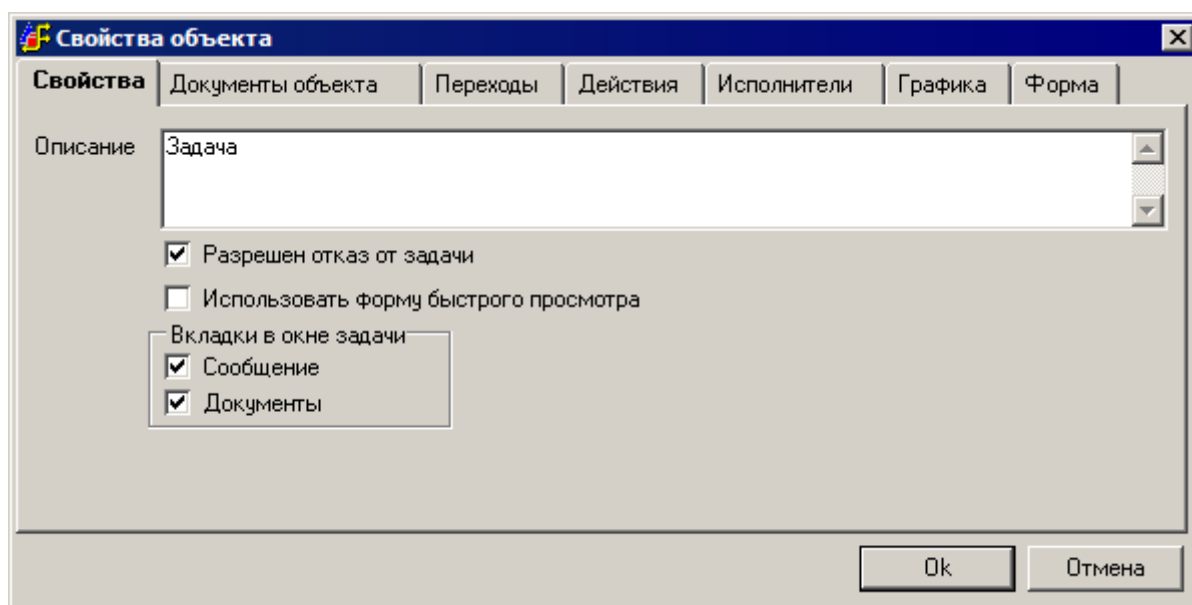 Свойства объекта
Свойства Документы объекта Переходы Действия Исполнители Графика Форма
Описание Задача
Разрешен отказ от задачи
Использовать форму быстрого просмотра
Вкладки в окне задачи
Сообщение
Документы
Ok Отмена